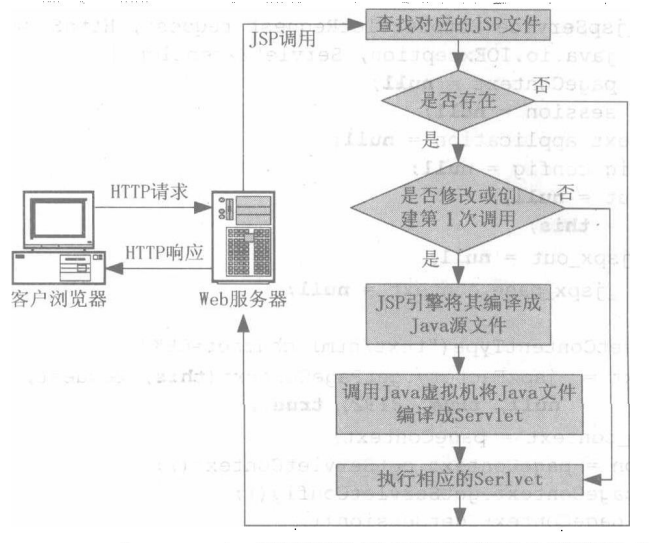 JSP调用
查找对应的JSP文件
是否存在
否
是
是否修改或创
建第1次调用
否
是
HTTP请求
HTTP响应
客户浏览器
Web服务器
JSP引擎将其编译成
Java源文件
调用Java虚拟机将Java文件
编译成Servlet
执行相应的Serlvet